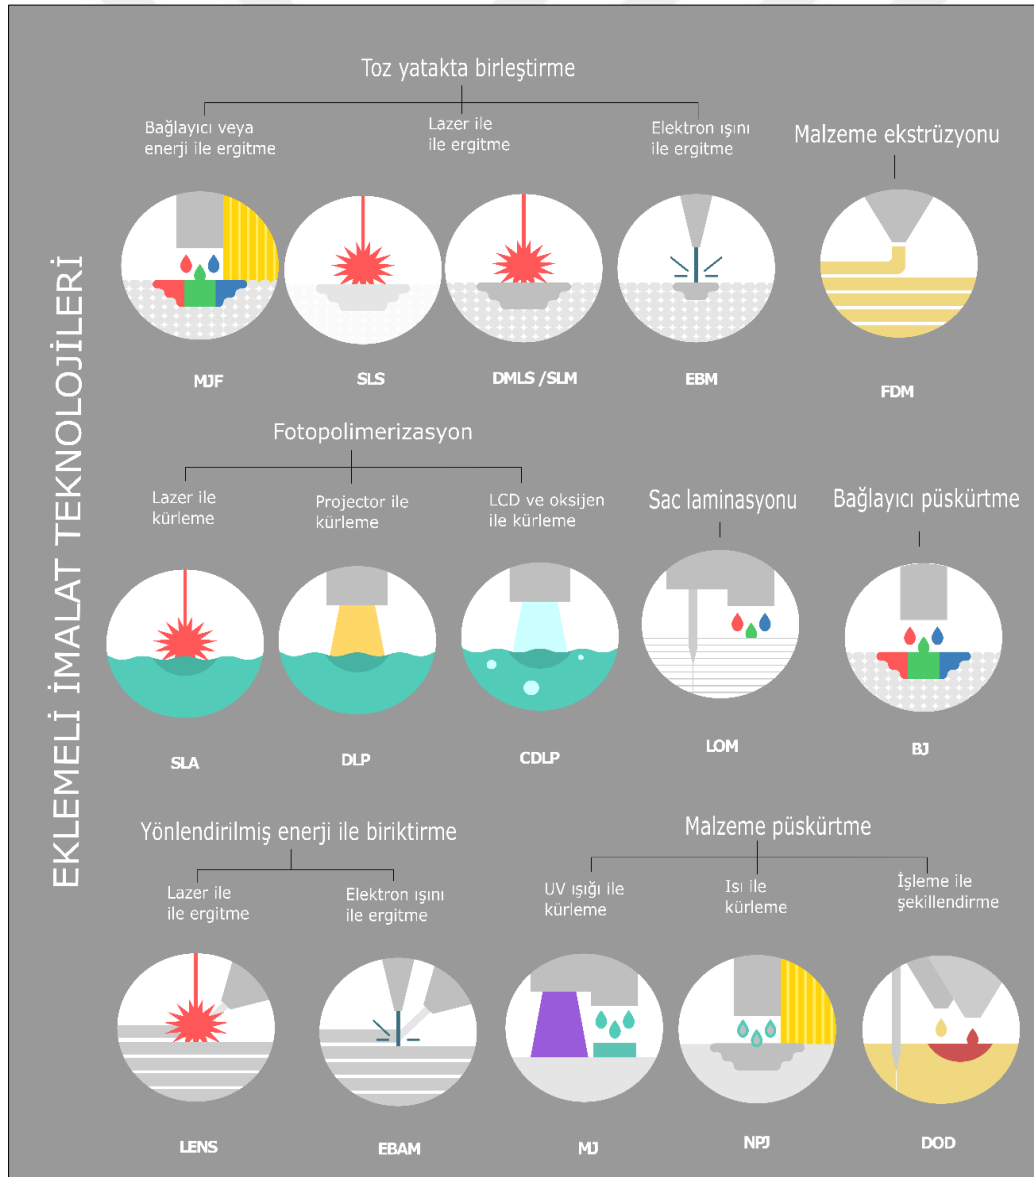 EKLEMELİ İMALAT TEKNOLOJİLERİ
Toz yatakta birleştirme
Bağlayıcı veya
enerji ile ergitme
Lazer ile
ile ergitme
Elektron ışını
ile ergitme
Malzeme ekstrüzyonu
MJF
SLS
DMLS /SLM
EBM
FDM
Fotopolimerizasyon
Lazer ile
kürleme
Projector ile
kürleme
LCD ve oksijen
ile kürleme
Sac laminasyonu
Bağlayıcı püskürtme
SLA
DLP
CDLP
LOM
BJ
Yönlendirilmiş enerji ile biriktirme
Lazer ile
ile ergitme
Elektron ışını
ile ergitme
Malzeme püskürtme
UV ışığı ile
kürleme
Isı ile
kürleme
İşleme ile
şekillendirme
LENS
EBAM
MJ
NPJ
DOD